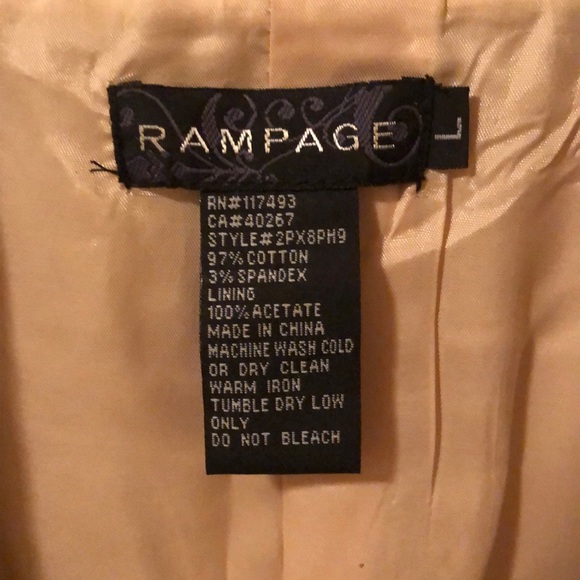 RAMPAGE
L
RN#117493
CA#40267
STYLE#2PX8PH9
97% COTTON
3% SPANDEX
LINING
100% ACETATE
MADE IN CHINA
MACHINE WASH COLD
OR DRY CLEAN
WARM IRON
TUMBLE DRY LOW
ONLY
DO NOT BLEACH